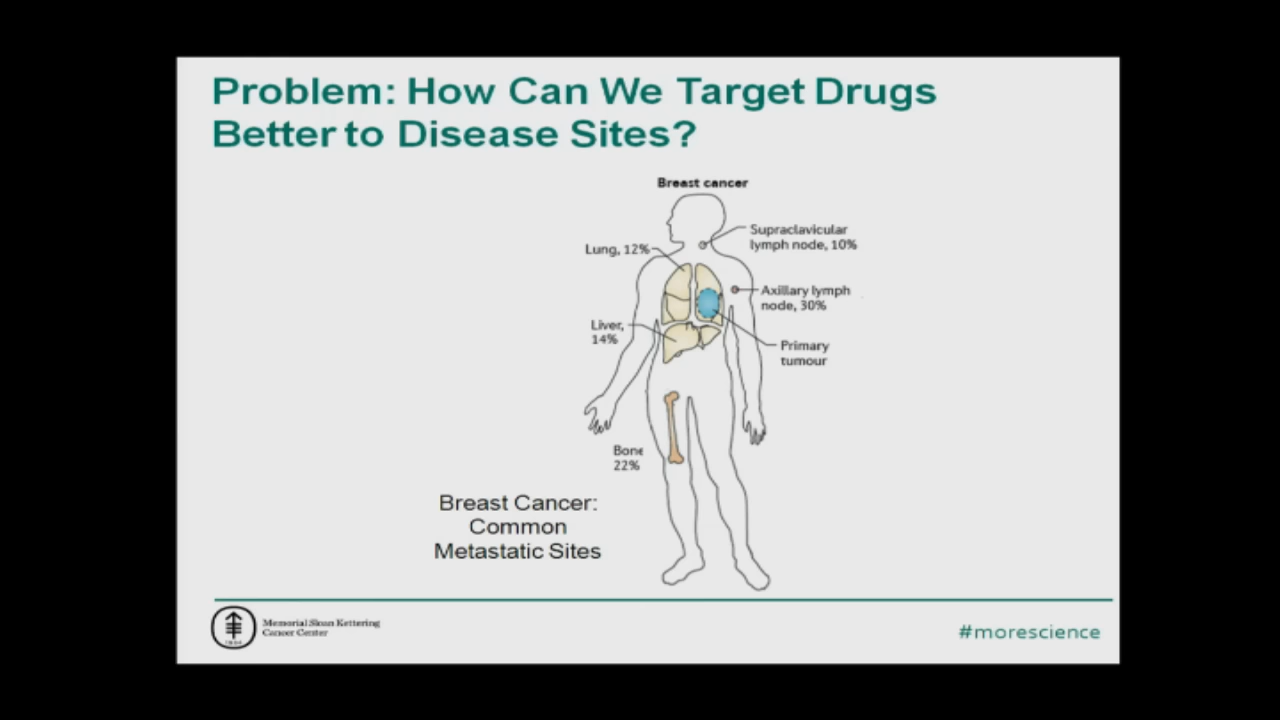 Problem: How Can We Target Drugs
Better to Disease Sites?
Breast cancer
Supraclavicular
lymph node, 10%
Lung, 12%
Axillary lymph
node, 30%
Liver,
14%
Primary
tumour
Bone
22%
Breast Cancer:
Common
Metastatic Sites
Memorial Sloan Kettering
Cancer Center
#morescience